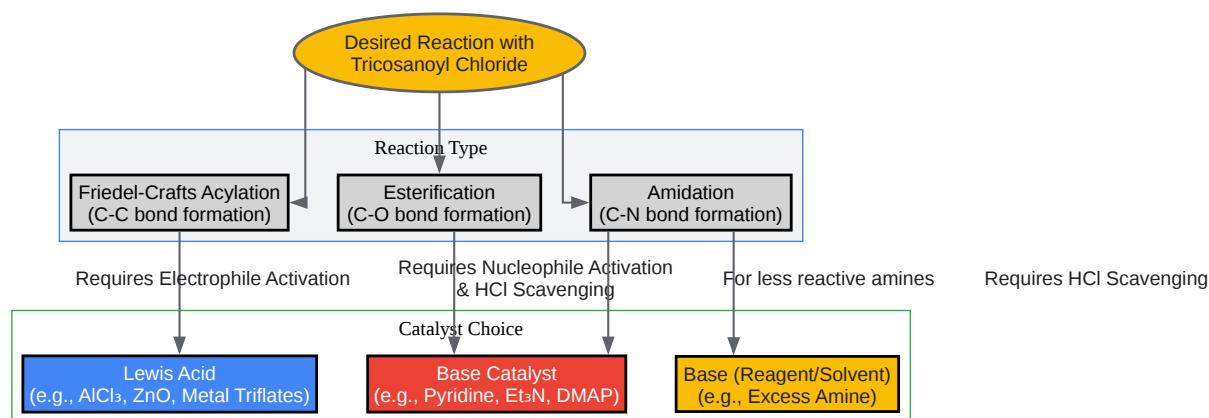 Desired Reaction with
Tricosanoyl Chloride
Reaction Type
Friedel-Crafts Acylation
(C-C bond formation)
Esterification
(C-O bond formation)
Amidation
(C-N bond formation)
Requires Electrophile Activation
Requires Nucleophile Activation
& HCl Scavenging
For less reactive amines
Requires HCl Scavenging
Catalyst Choice
Lewis Acid
(e.g., AlCl₃, ZnO, Metal Triflates)
Base Catalyst
(e.g., Pyridine, Et₃N, DMAP)
Base (Reagent/Solvent)
(e.g., Excess Amine)